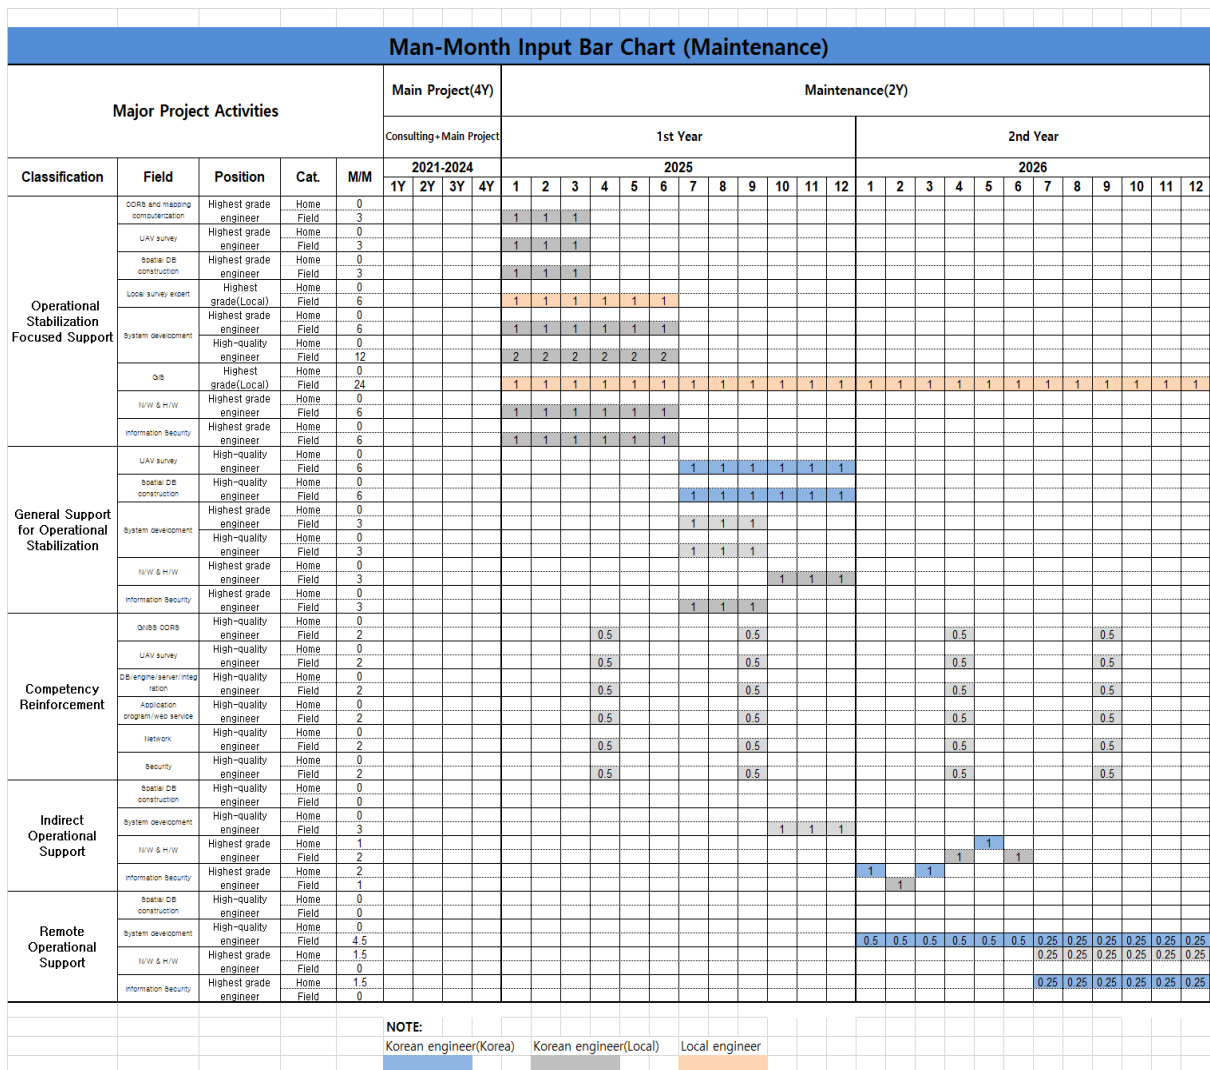 Man-Month Input Bar Chart (Maintenance)
Major Project Activities
Main Project(4Y)
Maintenance(2Y)
Consulting+Main Project
1st Year
2nd Year
Classification Field Position Cat. M/M 2021-2024 2025 2026
1Y 2Y 3Y 4Y 1 2 3 4 5 6 7 8 9 10 11 12 1 2 3 4 5 6 7 8 9 10 11 12
Operational Stabilization Focused Support
CORS and mapping computerization Highest grade engineer Home 0
Field 3 1 1 1
UAV survey Highest grade engineer Home 0
Field 3 1 1 1
Spatial DB construction Highest grade engineer Home 0
Field 3 1 1 1
Local survey expert Highest grade(Local) Home 0
Field 6 1 1 1 1 1 1
System development Highest grade engineer Home 0
Field 6 1 1 1 1 1 1
High-quality engineer Home 0
Field 12 2 2 2 2 2 2
GIS Highest grade(Local) Home 0
Field 24 1 1 1 1 1 1 1 1 1 1 1 1 1 1 1 1 1 1 1 1 1 1 1 1
N/W & H/W Highest grade engineer Home 0
Field 6 1 1 1 1 1 1
Information Security Highest grade engineer Home 0
Field 6 1 1 1 1 1 1
General Support for Operational Stabilization
UAV survey High-quality engineer Home 0
Field 6 1 1 1 1 1 1
Spatial DB construction High-quality engineer Home 0
Field 6 1 1 1 1 1 1
System development Highest grade engineer Home 0
Field 3 1 1 1
High-quality engineer Home 0
Field 3 1 1 1
N/W & H/W Highest grade engineer Home 0
Field 3 1 1 1
Information Security Highest grade engineer Home 0
Field 3 1 1 1
Competency Reinforcement
GNSS CORS High-quality engineer Home 0
Field 2 0.5 0.5 0.5 0.5
UAV survey High-quality engineer Home 0
Field 2 0.5 0.5 0.5 0.5
DB/engine/server/integration High-quality engineer Home 0
Field 2 0.5 0.5 0.5 0.5
Application program/web service High-quality engineer Home 0
Field 2 0.5 0.5 0.5 0.5
Network High-quality engineer Home 0
Field 2 0.5 0.5 0.5 0.5
Security High-quality engineer Home 0
Field 2 0.5 0.5 0.5 0.5
Indirect Operational Support
Spatial DB construction High-quality engineer Home 0
Field 0
System development High-quality engineer Home 0
Field 3 1 1 1
N/W & H/W Highest grade engineer Home 1 1
Field 2 1 1
Information Security Highest grade engineer Home 2 1 1
Field 1 1
Remote Operational Support
Spatial DB construction High-quality engineer Home 0
Field 0
System development High-quality engineer Home 0
Field 4.5 0.5 0.5 0.5 0.5 0.5 0.5 0.25 0.25 0.25 0.25 0.25 0.25
N/W & H/W Highest grade engineer Home 1.5 0.25 0.25 0.25 0.25 0.25 0.25
Field 0
Information Security Highest grade engineer Home 1.5 0.25 0.25 0.25 0.25 0.25 0.25
Field 0
NOTE:
Korean engineer(Korea) Korean engineer(Local) Local engineer